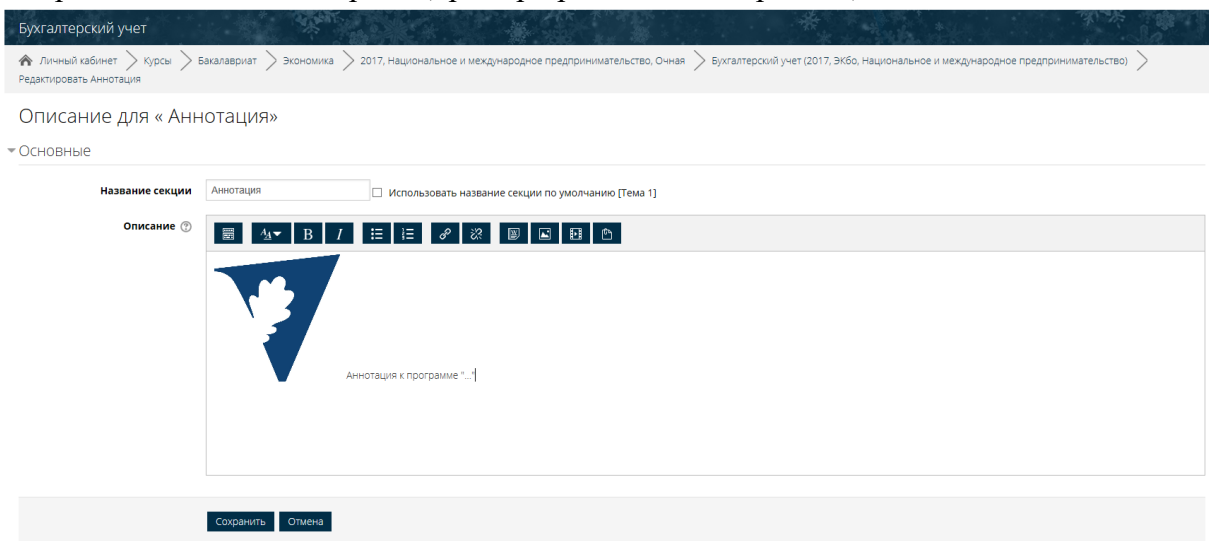 Бухгалтерский учет
Личный кабинет > Курсы > Бакалавриат > Экономика > 2017, Национальное и международное предпринимательство, Очная > Бухгалтерский учет (2017, ЭКбо, Национальное и международное предпринимательство) >
Редактировать Аннотация
Описание для « Аннотация»
Основные
Название секции Аннотация Использовать название секции по умолчанию [Тема 1]
Описание ?
B I
Аннотация к программе "..."
Сохранить Отмена